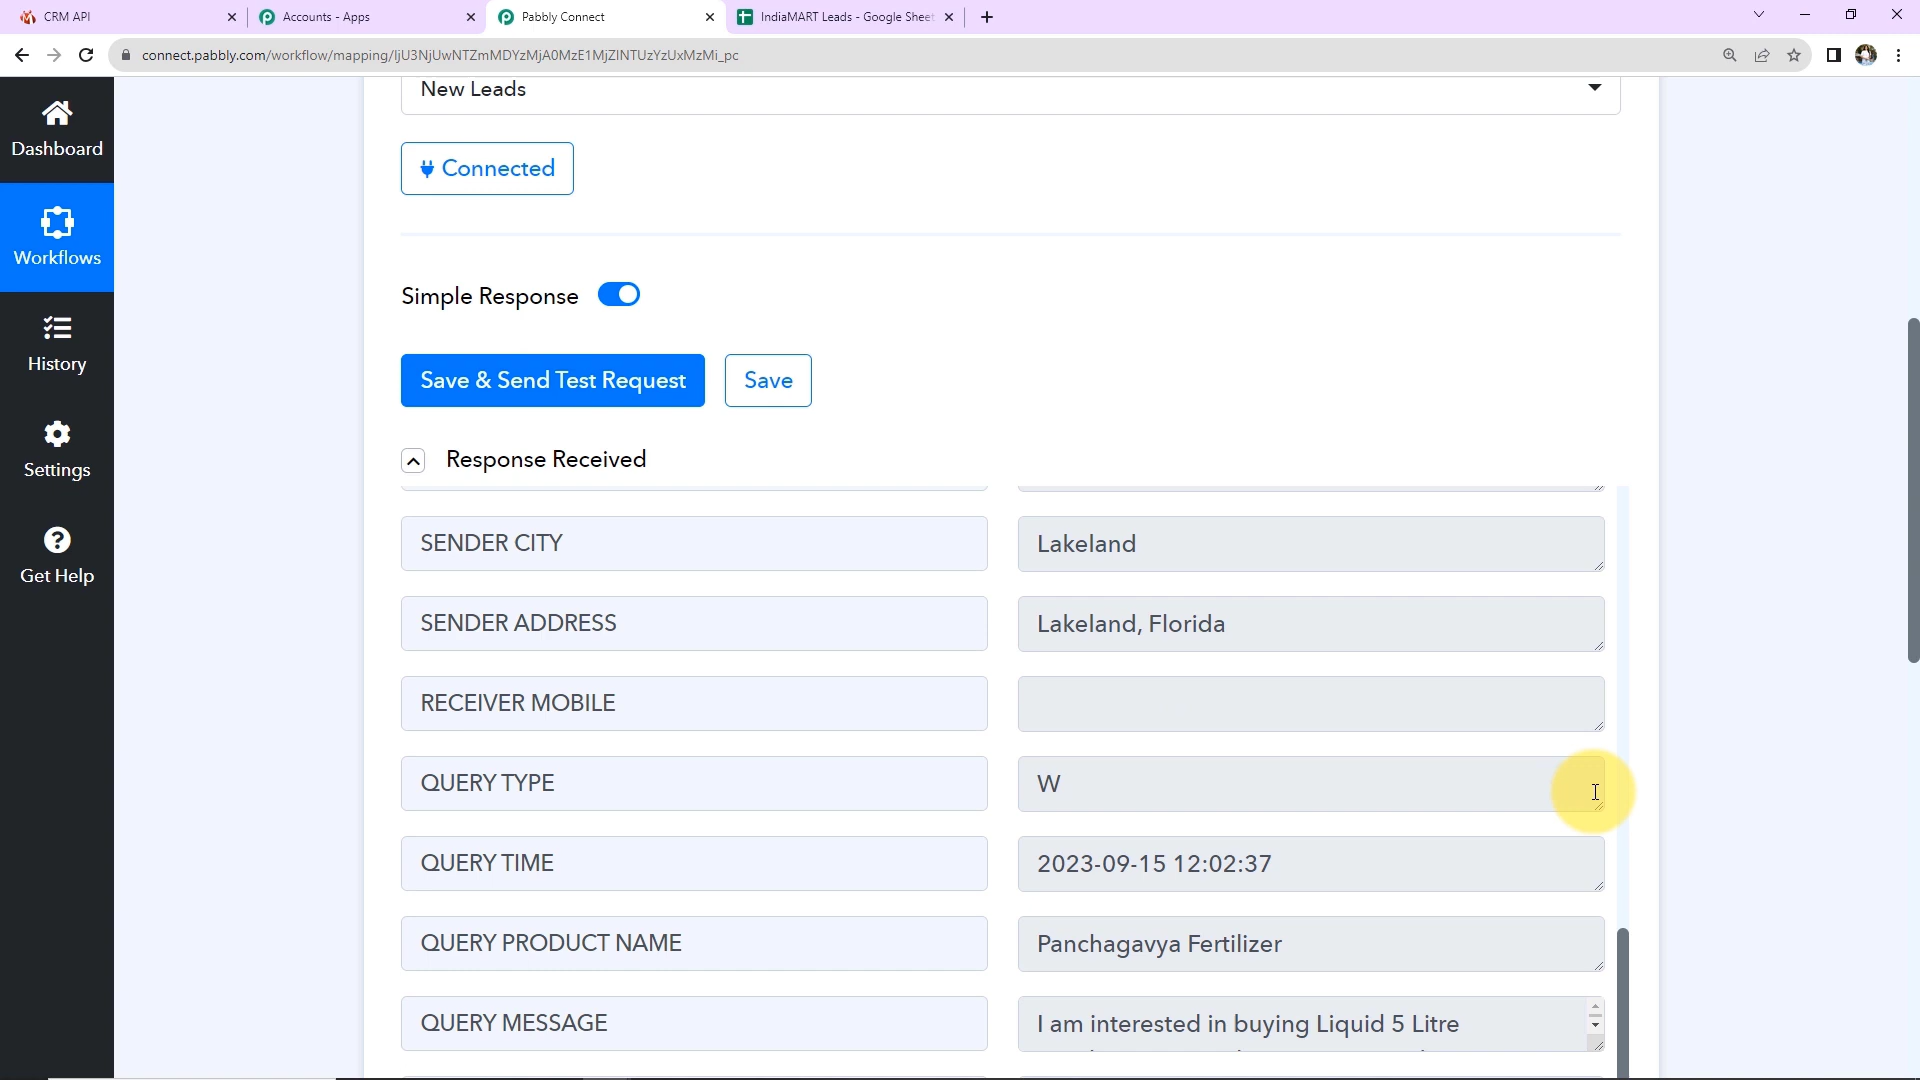 CRM API
Accounts - Apps
Pabbly Connect
IndiaMART Leads - Google Sheet
connect.pabbly.com/workflow/mapping/IjU3NjUwNTZmMDYzMjA0MzE1MjZlNTUzYzUxMzMi_pc
New Leads
Dashboard
Connected
Workflows
Simple Response
History
Save & Send Test Request
Save
Settings
Response Received
SENDER CITY
Lakeland
Get Help
SENDER ADDRESS
Lakeland, Florida
RECEIVER MOBILE
QUERY TYPE
W
QUERY TIME
2023-09-15 12:02:37
QUERY PRODUCT NAME
Panchagavya Fertilizer
QUERY MESSAGE
I am interested in buying Liquid 5 Litre